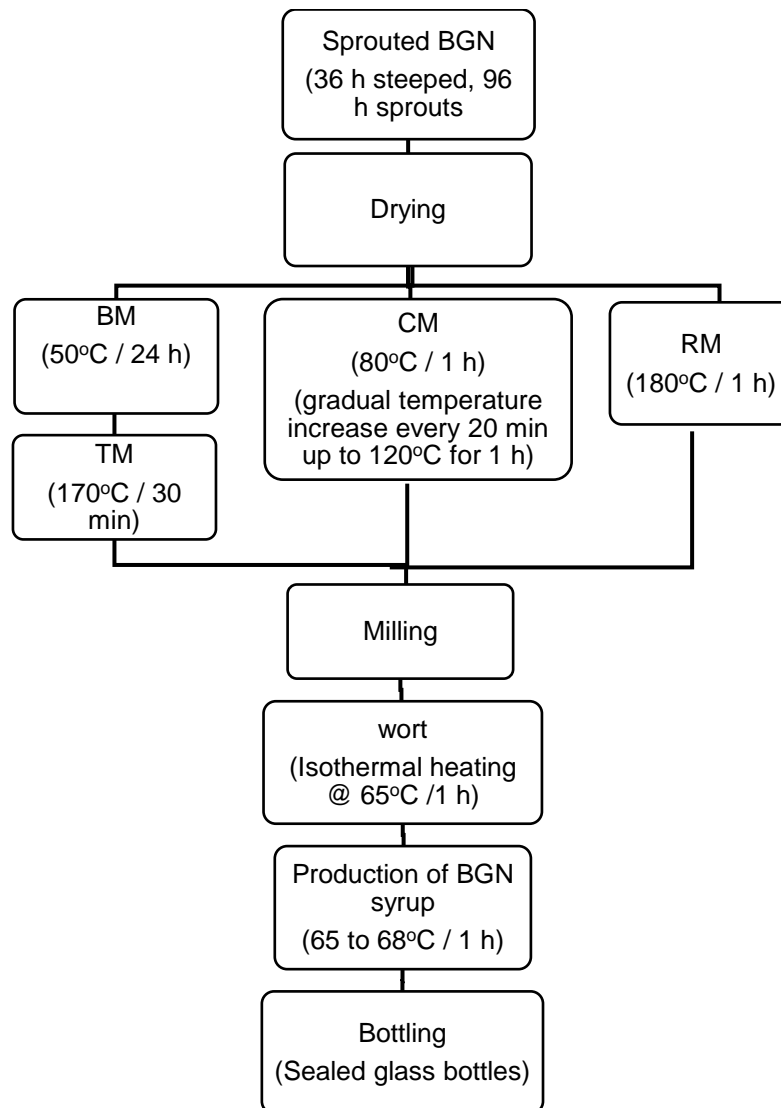 Sprouted BGN
(36 h steeped, 96
h sprouts
Drying
BM
(50°C / 24 h)
CM
(80°C / 1 h)
(gradual temperature
increase every 20 min
up to 120°C for 1 h)
RM
(180°C / 1 h)
TM
(170°C / 30
min)
Milling
wort
(Isothermal heating
@ 65°C /1 h)
Production of BGN
syrup
(65 to 68°C / 1 h)
Bottling
(Sealed glass bottles)